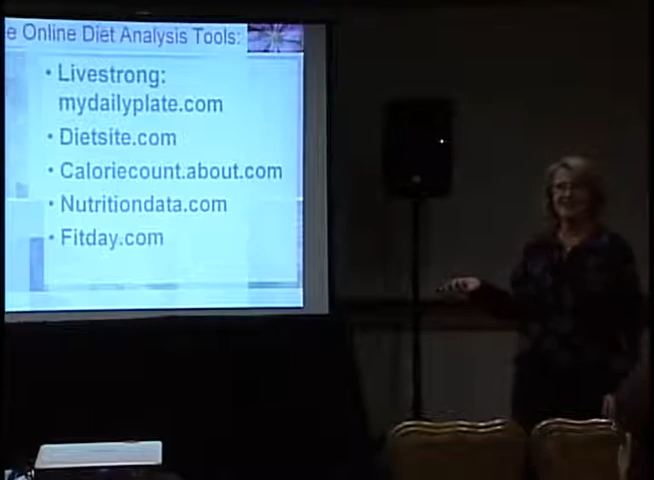 e Online Diet Analysis Tools:
• Livestrong:
mydailyplate.com
• Dietsite.com
• Caloriecount.about.com
• Nutritiondata.com
• Fitday.com